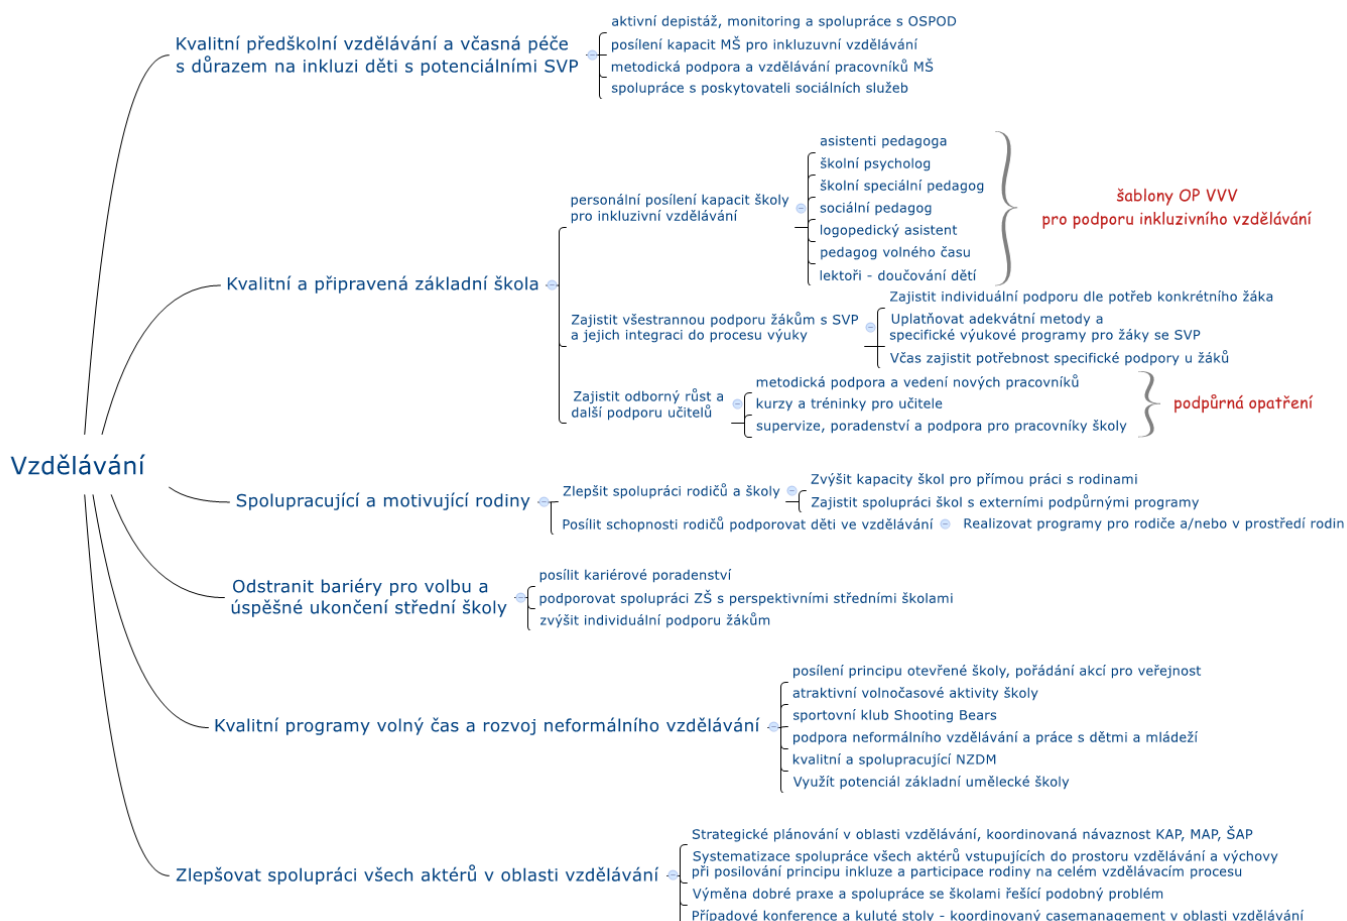 Vzdělávání
Kvalitní předškolní vzdělávání a včasná péče
s důrazem na inkluzi děti s potenciálními SVP
aktivní depistáž, monitoring a spolupráce s OSPOD
posílení kapacit MŠ pro inkluzuvní vzdělávání
metodická podpora a vzdělávání pracovníků MŠ
spolupráce s poskytovateli sociálních služeb
Kvalitní a připravená základní škola
personální posílení kapacit školy
pro inkluzivní vzdělávání
asistenti pedagoga
školní psycholog
školní speciální pedagog
sociální pedagog
logopedický asistent
pedagog volného času
lektoři - doučování dětí
šablony OP VVV
pro podporu inkluzivního vzdělávání
Zajistit všestrannou podporu žákům s SVP
a jejich integraci do procesu výuky
Zajistit individuální podporu dle potřeb konkrétního žáka
Uplatňovat adekvátní metody a
specifické výukové programy pro žáky se SVP
Včas zajistit potřebnost specifické podpory u žáků
Zajistit odborný růst a
další podporu učitelů
metodická podpora a vedení nových pracovníků
kurzy a tréninky pro učitele
supervize, poradenství a podpora pro pracovníky školy
podpůrná opatření
Spolupracující a motivující rodiny
Zlepšit spolupráci rodičů a školy
Zvýšit kapacity škol pro přímou práci s rodinami
Zajistit spolupráci škol s externími podpůrnými programy
Posílit schopnosti rodičů podporovat děti ve vzdělávání
Realizovat programy pro rodiče a/nebo v prostředí rodin
Odstranit bariéry pro volbu a
úspěšné ukončení střední školy
posílit kariérové poradenství
podporovat spolupráci ZŠ s perspektivními středními školami
zvýšit individuální podporu žákům
Kvalitní programy volný čas a rozvoj neformálního vzdělávání
posílení principu otevřené školy, pořádání akcí pro veřejnost
atraktivní volnočasové aktivity školy
sportovní klub Shooting Bears
podpora neformálního vzdělávání a práce s dětmi a mládeží
kvalitní a spolupracující NZDM
Využít potenciál základní umělecké školy
Zlepšovat spolupráci všech aktérů v oblasti vzdělávání
Strategické plánování v oblasti vzdělávání, koordinovaná návaznost KAP, MAP, ŠAP
Systematizace spolupráce všech aktérů vstupujících do prostoru vzdělávání a výchovy
při posilování principu inkluze a participace rodiny na celém vzdělávacím procesu
Výměna dobré praxe a spolupráce se školami řešící podobný problém
Případové konference a kuluté stoly - koordinovaný casemanagement v oblasti vzdělávání